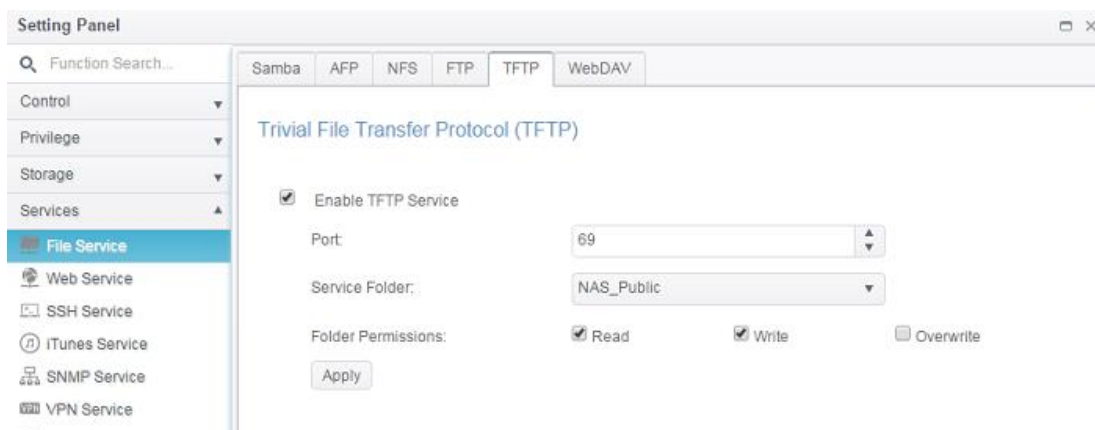 Setting Panel
Function Search...
Control
Privilege
Storage
Services
File Service
Web Service
SSH Service
iTunes Service
SNMP Service
VPN Service
Samba AFP NFS FTP TFTP WebDAV
Trivial File Transfer Protocol (TFTP)
Enable TFTP Service
Port: 69
Service Folder: NAS_Public
Folder Permissions: Read Write Overwrite
Apply